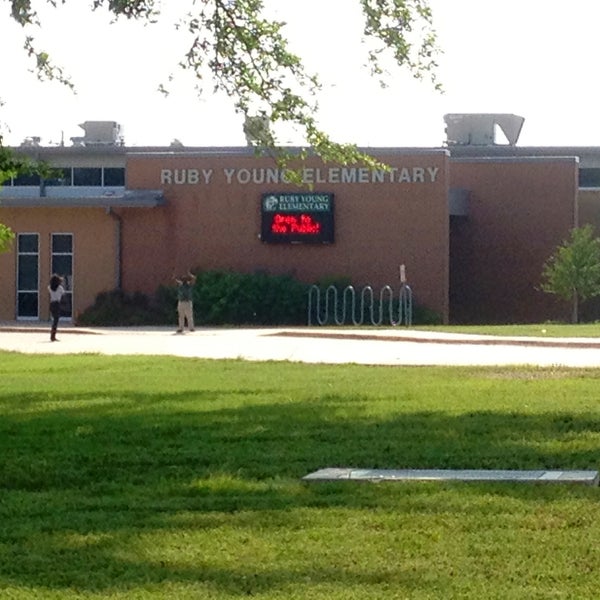 RUBY YOUNG ELEMENTARY
RUBY YOUNG
ELEMENTARY
Open to
the Public!